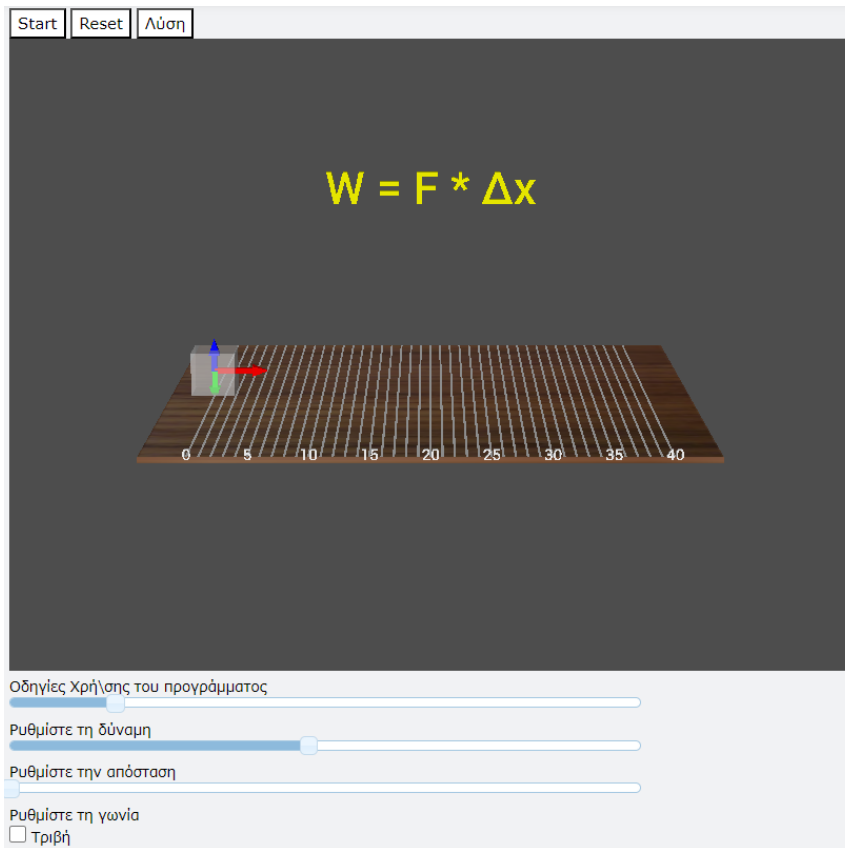 Start Reset Λύση
W = F * Δx
0 5 10 15 20 25 30 35 40
Οδηγίες Χρή\σης του προγράμματος
Ρυθμίστε τη δύναμη
Ρυθμίστε την απόσταση
Ρυθμίστε τη γωνία
Τριβή